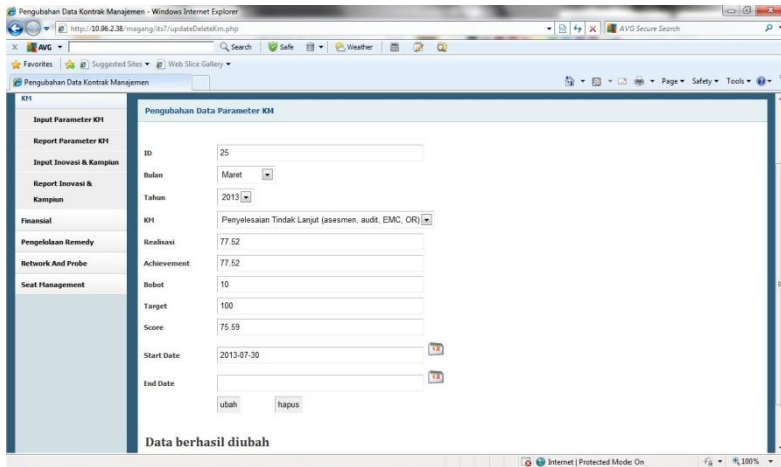 Pengubahan Data Kontrak Manajemen - Windows Internet Explorer
http://10.96.2.38/magang/its7/updateDeleteKm.php
AVG Secure Search
AVG Search Safe Weather
Favorites Suggested Sites Web Slice Gallery
Pengubahan Data Kontrak Manajemen
Page Safety Tools
KM
Input Parameter KM
Report Parameter KM
Input Inovasi & Kampiun
Report Inovasi &
Kampiun
Finansial
Pengelolaan Remedy
Network And Probe
Seat Management
Pengubahan Data Parameter KM
ID 25
Bulan Maret
Tahun 2013
KM Penyelesaian Tindak Lanjut (asesmen, audit, EMC, OR)
Realisasi 77.52
Achievement 77.52
Bobot 10
Target 100
Score 75.59
Start Date 2013-07-30
End Date
ubah hapus
Data berhasil diubah
Internet | Protected Mode: On 100%